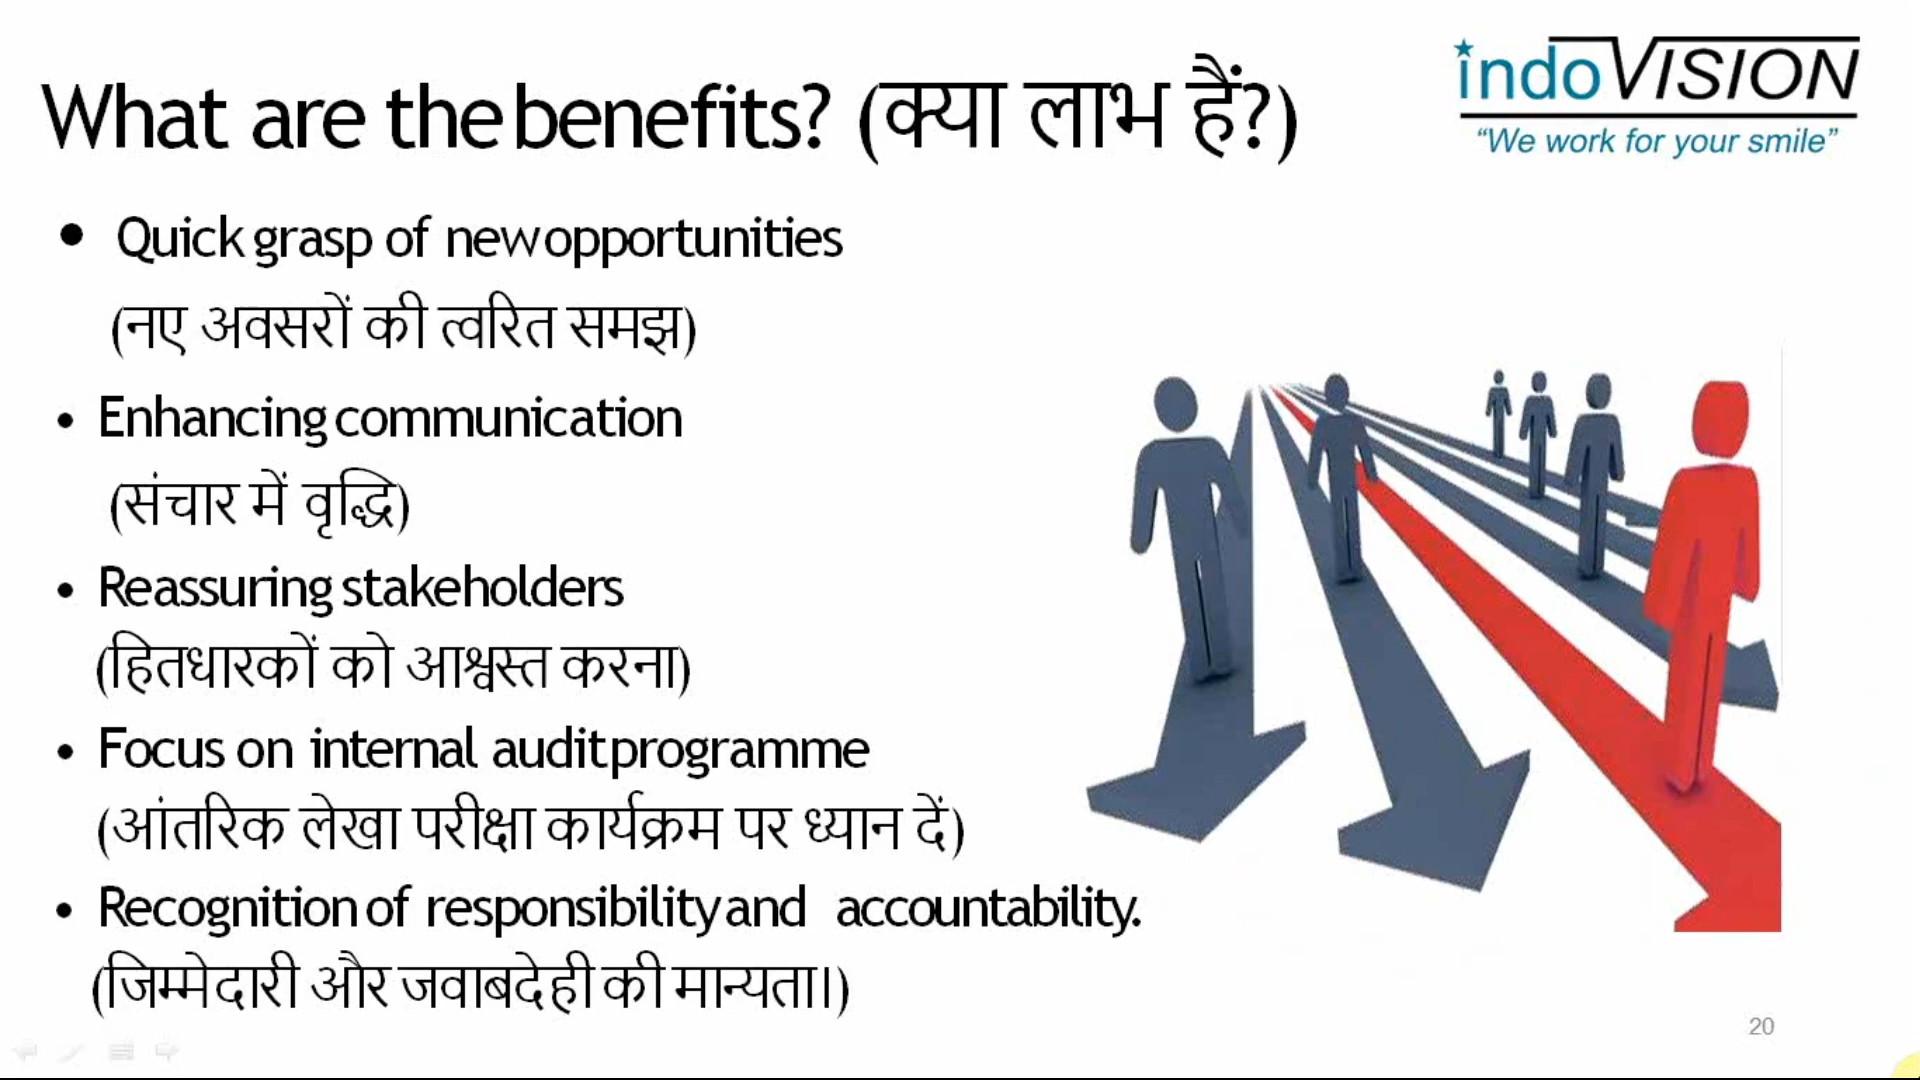 What are the benefits? (क्या लाभ हैं?)
indo VISION
“We work for your smile”
• Quick grasp of new opportunities
(नए अवसरों की त्वरित समझ)
• Enhancing communication
(संचार में वृद्धि)
• Reassuring stakeholders
(हितधारकों को आश्वस्त करना)
• Focus on internal audit programme
(आंतरिक लेखा परीक्षा कार्यक्रम पर ध्यान दें)
• Recognition of responsibility and accountability.
(जिम्मेदारी और जवाबदेही की मान्यता।)
20